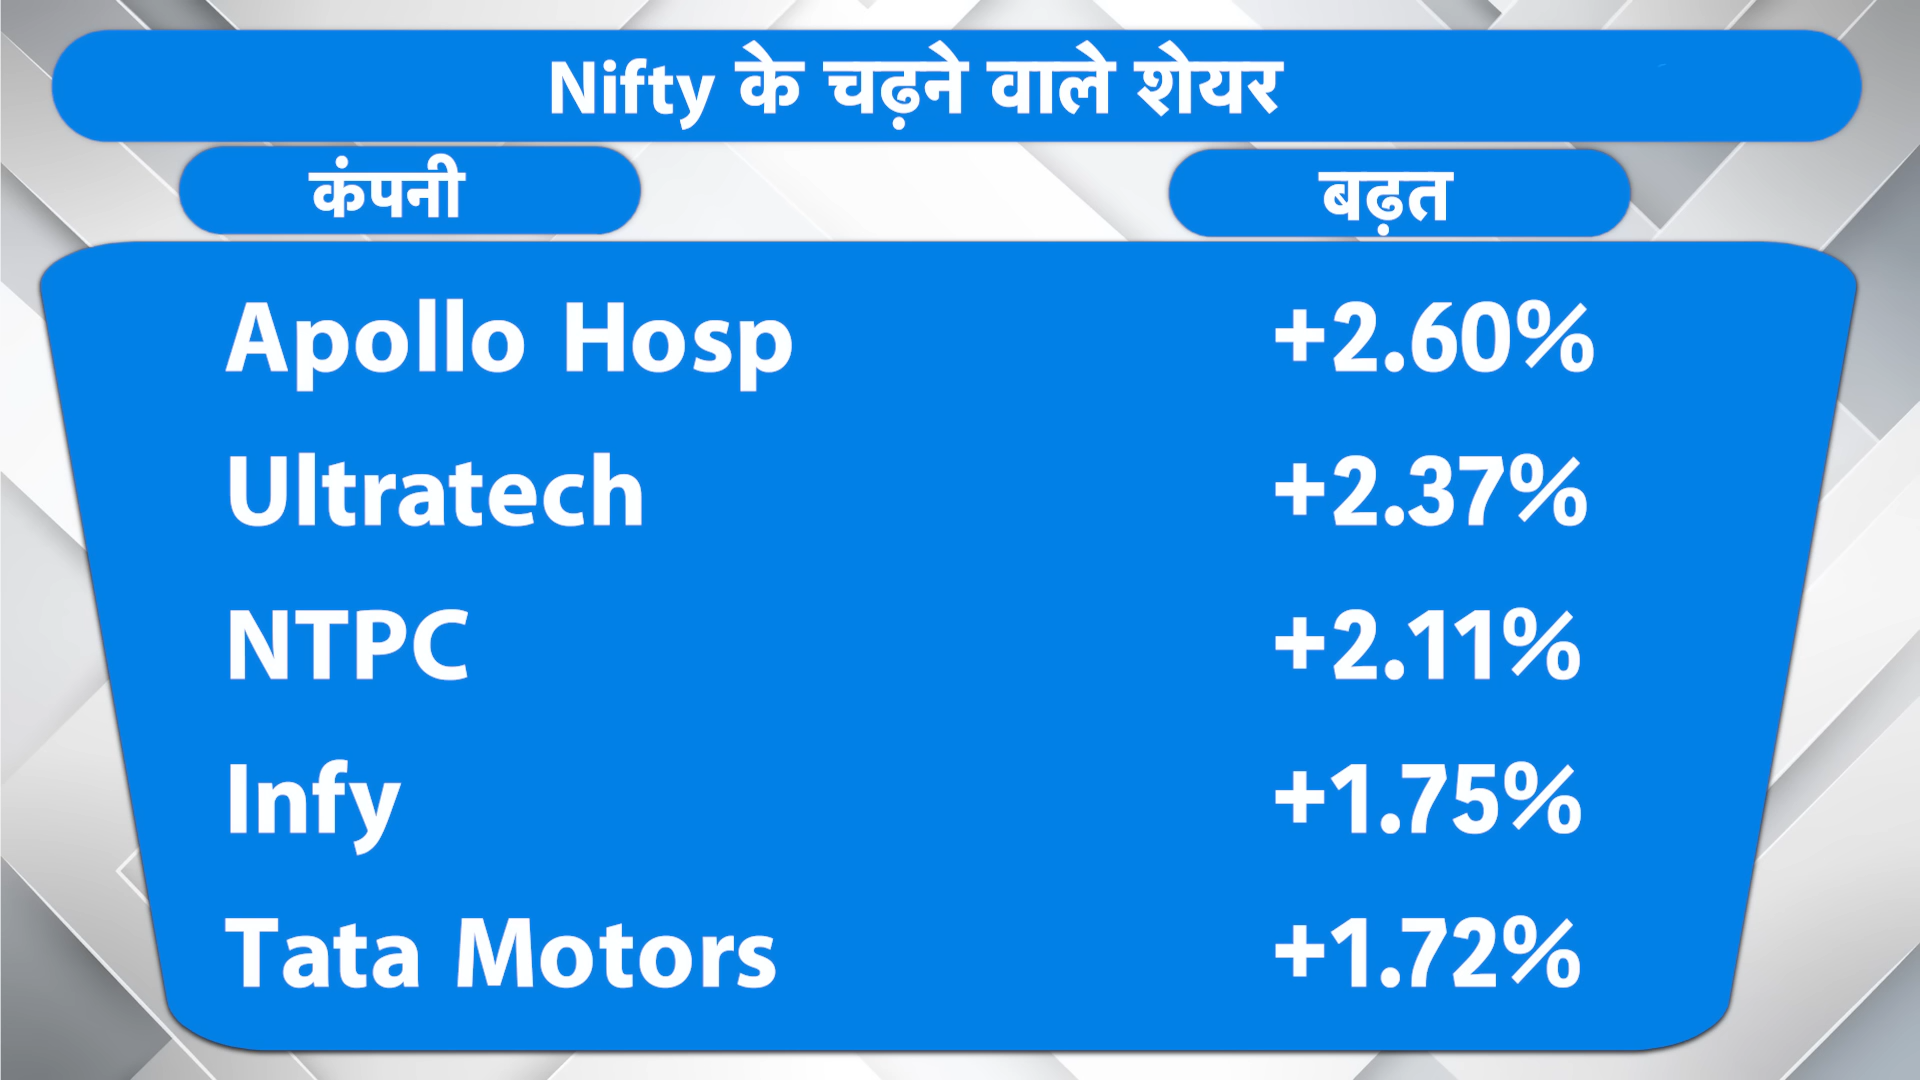 Nifty के चढ़ने वाले शेयर
कंपनी बढ़त
Apollo Hosp +2.60%
Ultratech +2.37%
NTPC +2.11%
Infy +1.75%
Tata Motors +1.72%